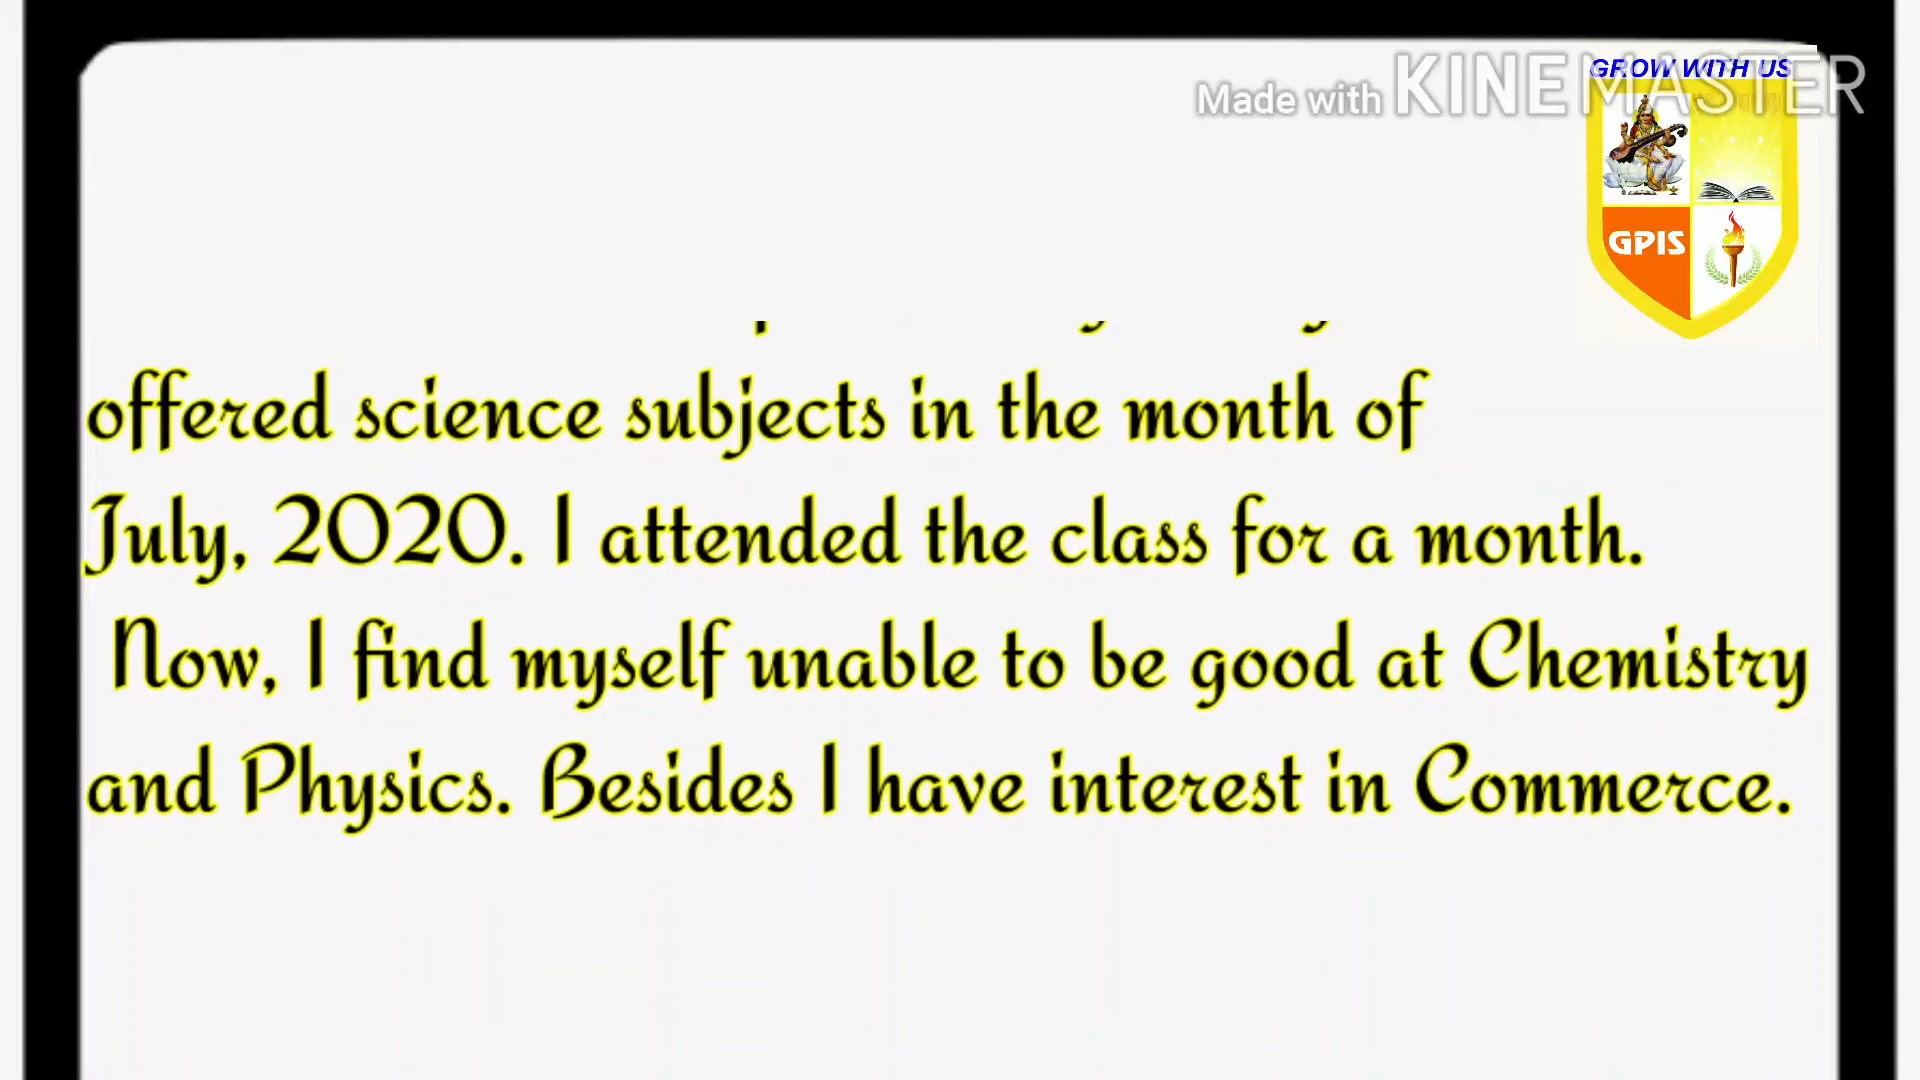 GROW WITH US
Made with KINEMASTER
GPIS
offered science subjects in the month of
July, 2020. I attended the class for a month.
Now, I find myself unable to be good at Chemistry
and Physics. Besides I have interest in Commerce.